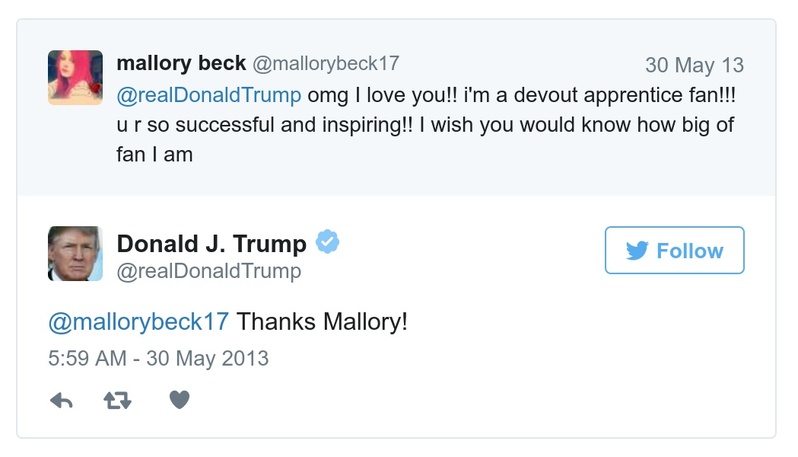 mallory beck @mallorybeck17 30 May 13
@realDonaldTrump omg I love you!! i'm a devout apprentice fan!!!
u r so successful and inspiring!! I wish you would know how big of
fan I am
Donald J. Trump
@realDonaldTrump
Follow
@mallorybeck17 Thanks Mallory!
5:59 AM - 30 May 2013